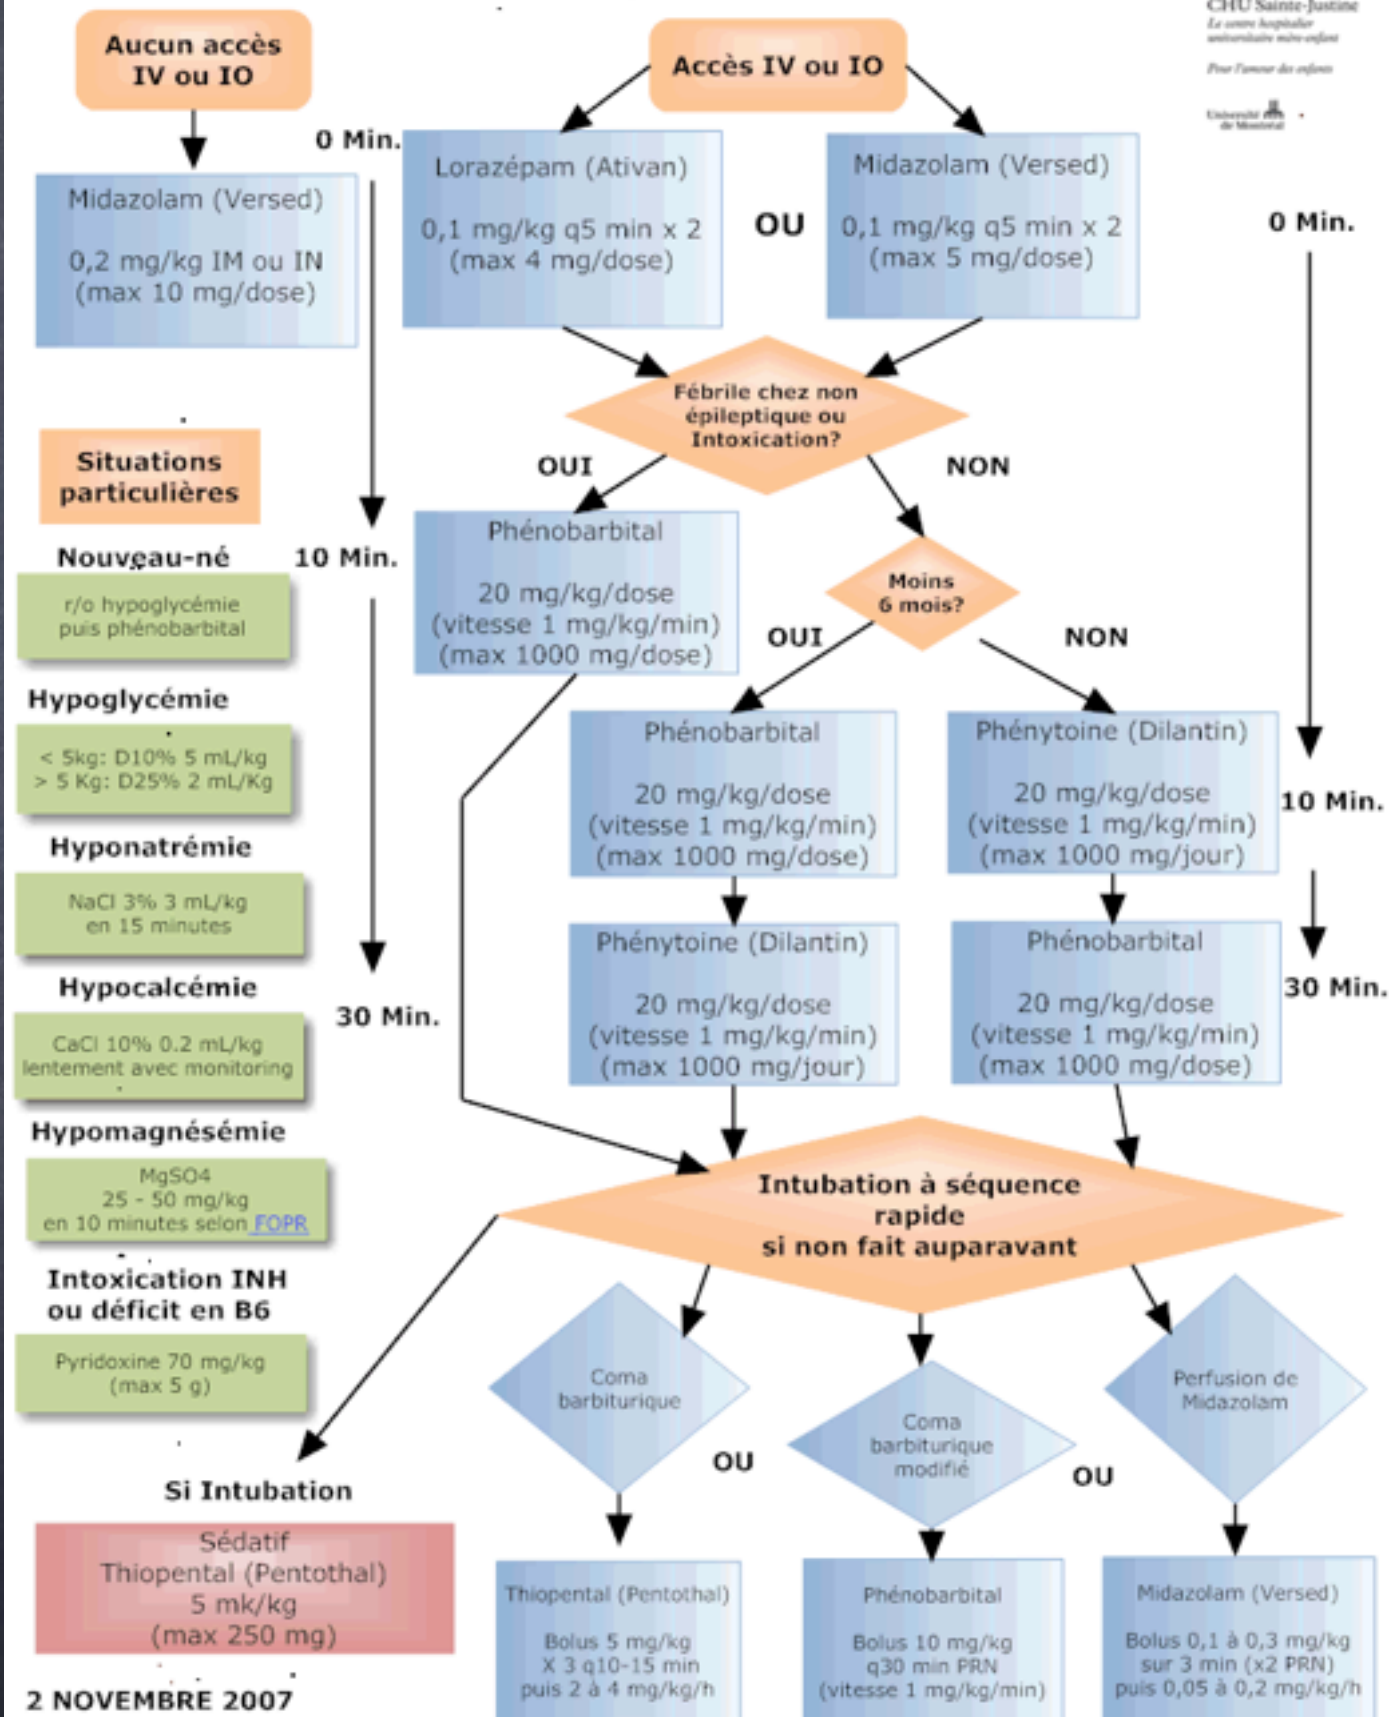 CHU Sainte-Justine
Le centre hospitalier
universitaire mère-enfant
Pour l'amour des enfants
Université
de Montréal
Aucun accès
IV ou IO
Accès IV ou IO
0 Min.
Midazolam (Versed)
0,2 mg/kg IM ou IN
(max 10 mg/dose)
Lorazépam (Ativan)
0,1 mg/kg q5 min x 2
(max 4 mg/dose)
OU
Midazolam (Versed)
0,1 mg/kg q5 min x 2
(max 5 mg/dose)
0 Min.
Fébrile chez non
épileptique ou
Intoxication?
OUI
NON
Situations
particulières
Nouveau-né
r/o hypoglycémie
puis phénobarbital
10 Min.
Phénobarbital
20 mg/kg/dose
(vitesse 1 mg/kg/min)
(max 1000 mg/dose)
Moins
6 mois?
OUI
NON
Hypoglycémie
< 5kg: D10% 5 mL/kg
> 5 Kg: D25% 2 mL/Kg
Phénobarbital
20 mg/kg/dose
(vitesse 1 mg/kg/min)
(max 1000 mg/dose)
Phénytoine (Dilantin)
20 mg/kg/dose
(vitesse 1 mg/kg/min)
(max 1000 mg/jour)
10 Min.
Hyponatrémie
NaCl 3% 3 mL/kg
en 15 minutes
Phénytoine (Dilantin)
20 mg/kg/dose
(vitesse 1 mg/kg/min)
(max 1000 mg/jour)
Phénobarbital
20 mg/kg/dose
(vitesse 1 mg/kg/min)
(max 1000 mg/dose)
30 Min.
Hypocalcémie
CaCl 10% 0.2 mL/kg
lentement avec monitoring
30 Min.
Hypomagnésémie
MgSO4
25 - 50 mg/kg
en 10 minutes selon FOPR
Intubation à séquence
rapide
si non fait auparavant
Intoxication INH
ou déficit en B6
Pyridoxine 70 mg/kg
(max 5 g)
Coma
barbiturique
OU
Coma
barbiturique
modifié
OU
Perfusion de
Midazolam
Si Intubation
Sédatif
Thiopental (Pentothal)
5 mk/kg
(max 250 mg)
Thiopental (Pentothal)
Bolus 5 mg/kg
X 3 q10-15 min
puis 2 à 4 mg/kg/h
Phénobarbital
Bolus 10 mg/kg
q30 min PRN
(vitesse 1 mg/kg/min)
Midazolam (Versed)
Bolus 0,1 à 0,3 mg/kg
sur 3 min (x2 PRN)
puis 0,05 à 0,2 mg/kg/h
2 NOVEMBRE 2007